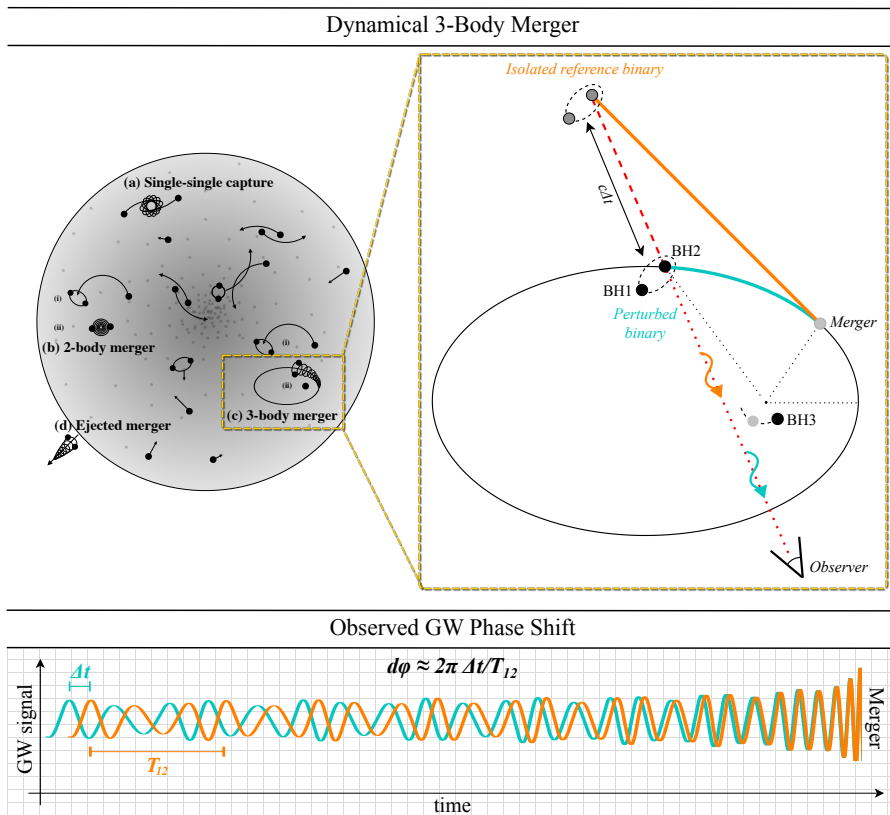 Dynamical 3-Body Merger
(a) Single-single capture
(i)
(ii)
(b) 2-body merger
(i)
(ii)
(c) 3-body merger
(d) Ejected merger
Isolated reference binary
cΔt
BH2
BH1
Perturbed
binary
Merger
BH3
Observer
Observed GW Phase Shift
dφ ≈ 2π Δt/T₁₂
Δt
GW signal
T₁₂
Merger
time